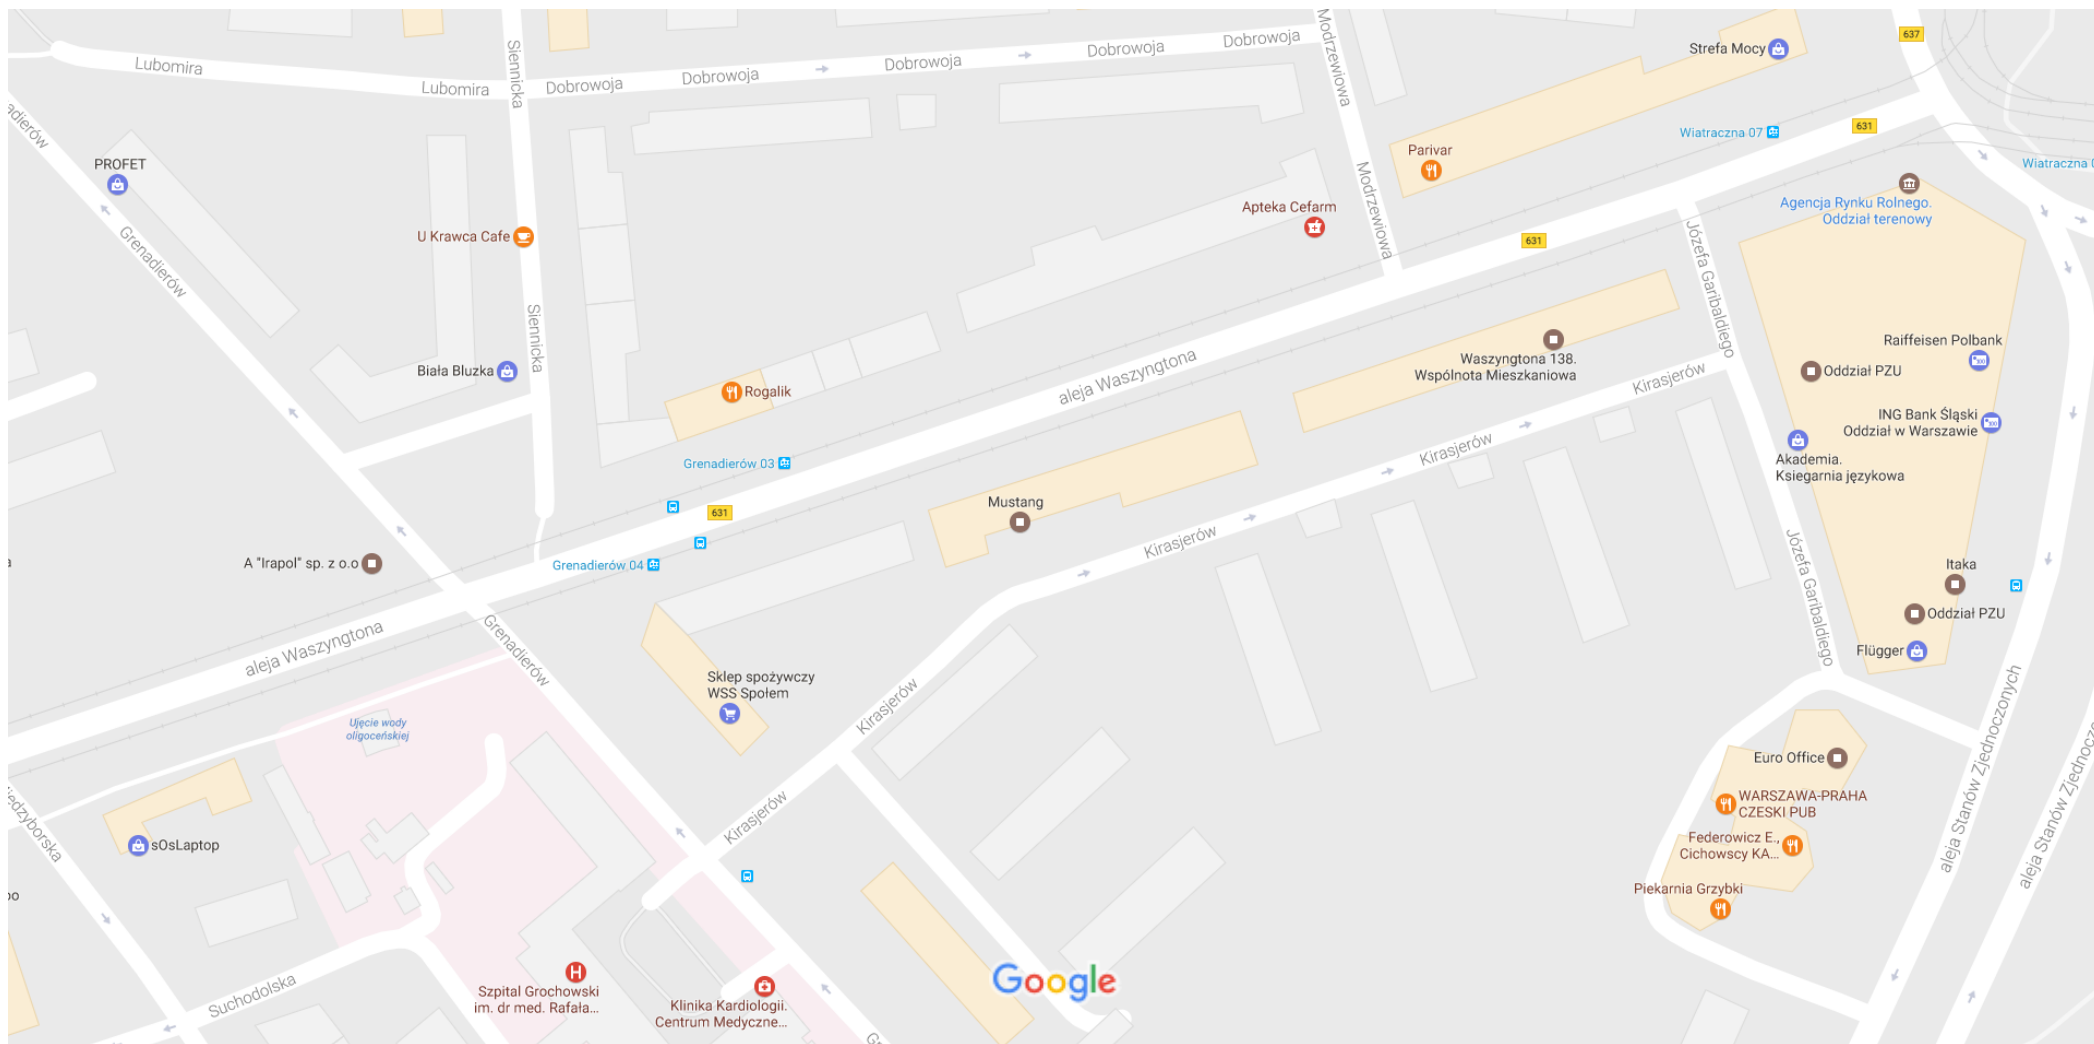 Siennicka
Lubomira
Lubomira
Dobrowoja
Dobrowoja
Dobrowoja
Dobrowoja
Dobrowoja
Modrzewiowa
Strefa Mocy
637
631
Wiatraczna 07
Wiatraczna 0
adierów
PROFET
Parivar
Modrzewiowa
Agencja Rynku Rolnego.
Oddział terenowy
Apteka Cefarm
U Krawca Cafe
Grenadierów
631
Józefa Garibaldiego
Siennicka
Biała Bluzka
Rogalik
aleja Waszyngtona
Waszyngtona 138.
Wspólnota Mieszkaniowa
Kirasjerów
Raiffeisen Polbank
Oddział PZU
ING Bank Śląski
Oddział w Warszawie
Akademia.
Ksiegarnia językowa
Grenadierów 03
Kirasjerów
631
Mustang
Kirasjerów
A "Irapol" sp. z o.o
Grenadierów 04
Józefa Garibaldiego
Itaka
Oddział PZU
Flügger
aleja Waszyngtona
Grenadierów
Sklep spożywczy
WSS Społem
Kirasjerów
Ujęcie wody
oligoceńskiej
Euro Office
WARSZAWA-PRAHA
CZESKI PUB
Federowicz E.,
Cichowscy KA...
Piekarnia Grzybki
aleja Stanów Zjednoczonych
aleja Stanów Zjednoczo
iędzyborska
sOsLaptop
Kirasjerów
Suchodolska
Szpital Grochowski
im. dr med. Rafała...
Klinika Kardiologii.
Centrum Medyczne...
Google